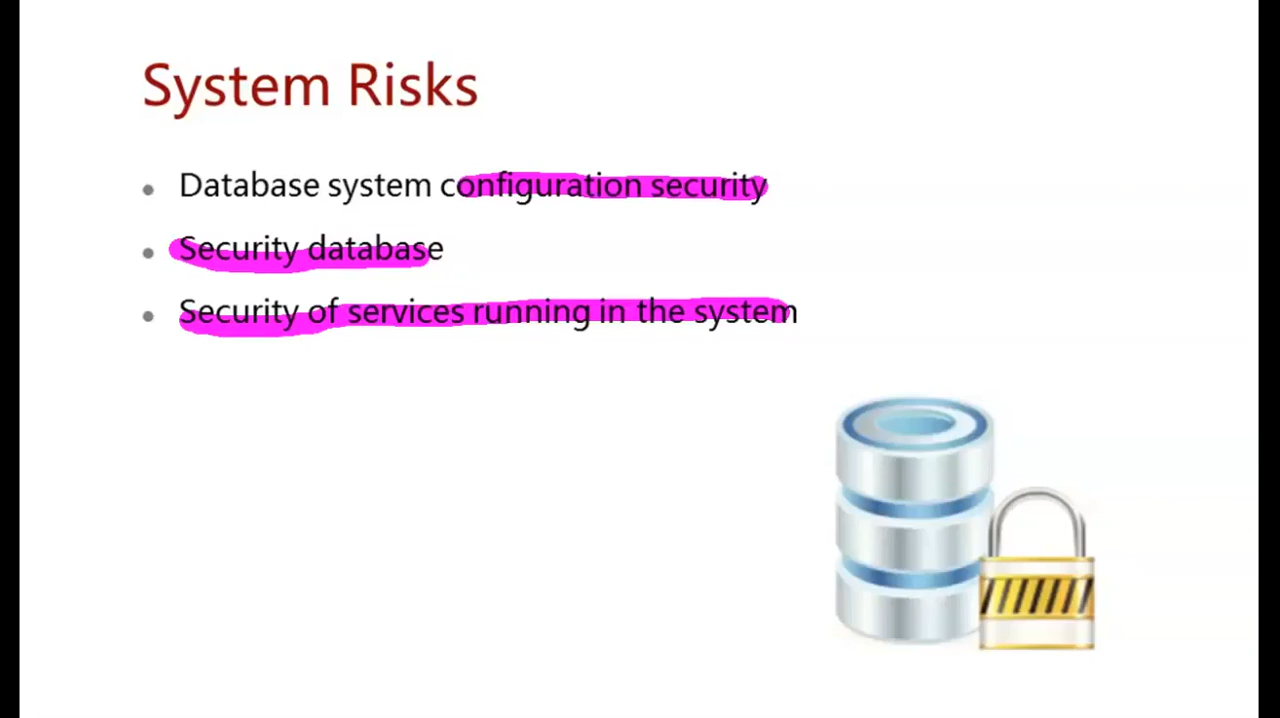 System Risks
• Database system configuration security
• Security database
• Security of services running in the system